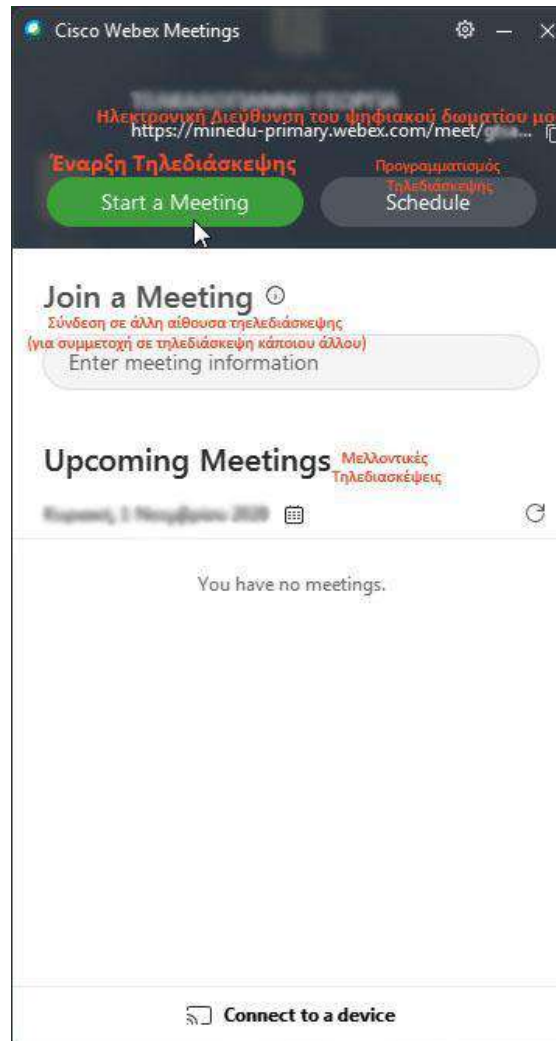 Cisco Webex Meetings
Ηλεκτρονική Διεύθυνση του ψηφιακού δωματίου μο
https://minedu-primary.webex.com/meet/
Έναρξη Τηλεδιάσκεψης
Προγραμματισμός
Τηλεδιάσκεψης
Start a Meeting
Schedule
Join a Meeting
Σύνδεση σε άλλη αίθουσα τηελεδιάσκεψης
(για συμμετοχή σε τηλεδιάσκεψη κάποιου άλλου)
Enter meeting information
Upcoming Meetings
Μελλοντικές
Τηλεδιασκέψεις
You have no meetings.
Connect to a device